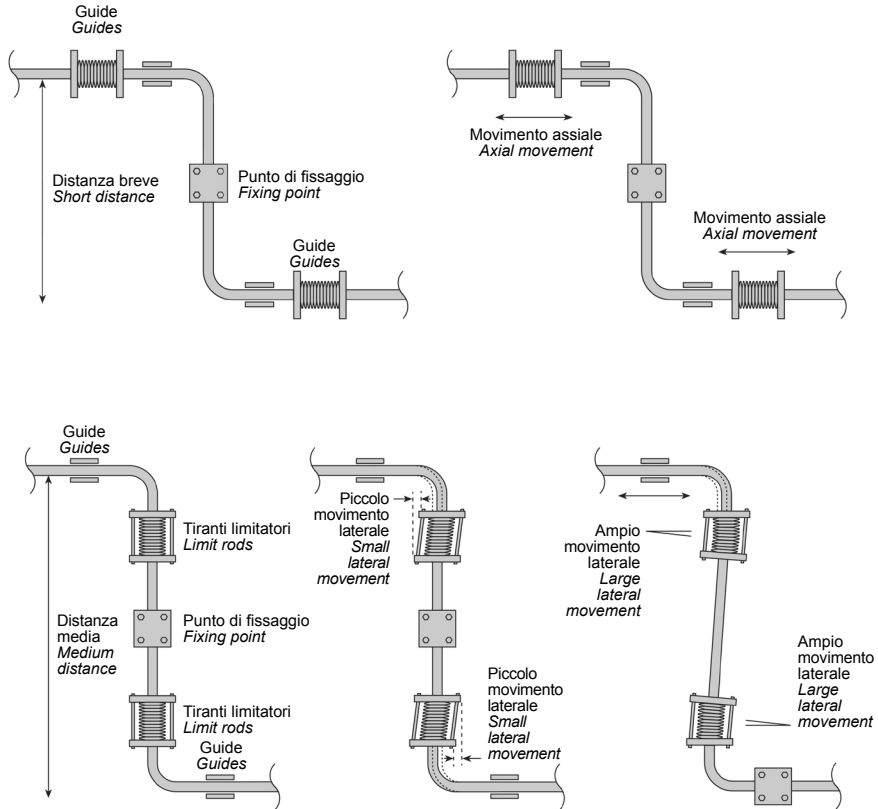 Guide
Guides
Distanza breve
Short distance
Punto di fissaggio
Fixing point
Guide
Guides
Movimento assiale
Axial movement
Movimento assiale
Axial movement
Guide
Guides
Tiranti limitatori
Limit rods
Distanza
media
Medium
distance
Punto di fissaggio
Fixing point
Tiranti limitatori
Limit rods
Guide
Guides
Piccolo
movimento
laterale
Small
lateral
movement
Piccolo
movimento
laterale
Small
lateral
movement
Ampio
movimento
laterale
Large
lateral
movement
Ampio
movimento
laterale
Large
lateral
movement